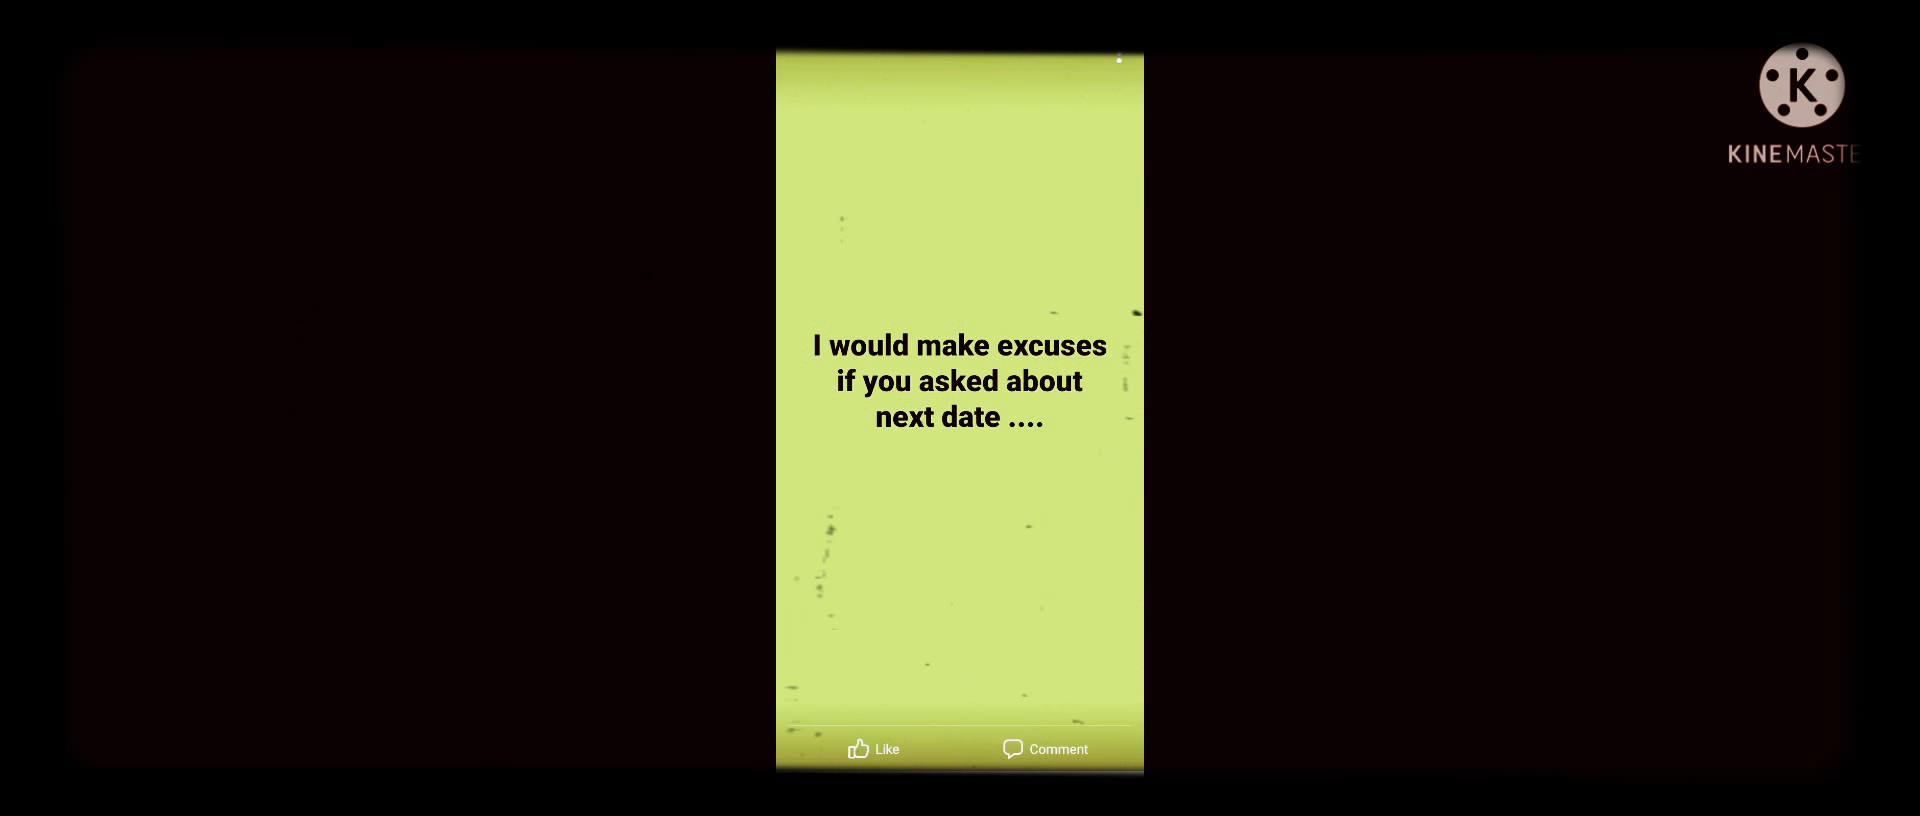 KINEMASTE
I would make excuses
if you asked about
next date ....
Like
Comment